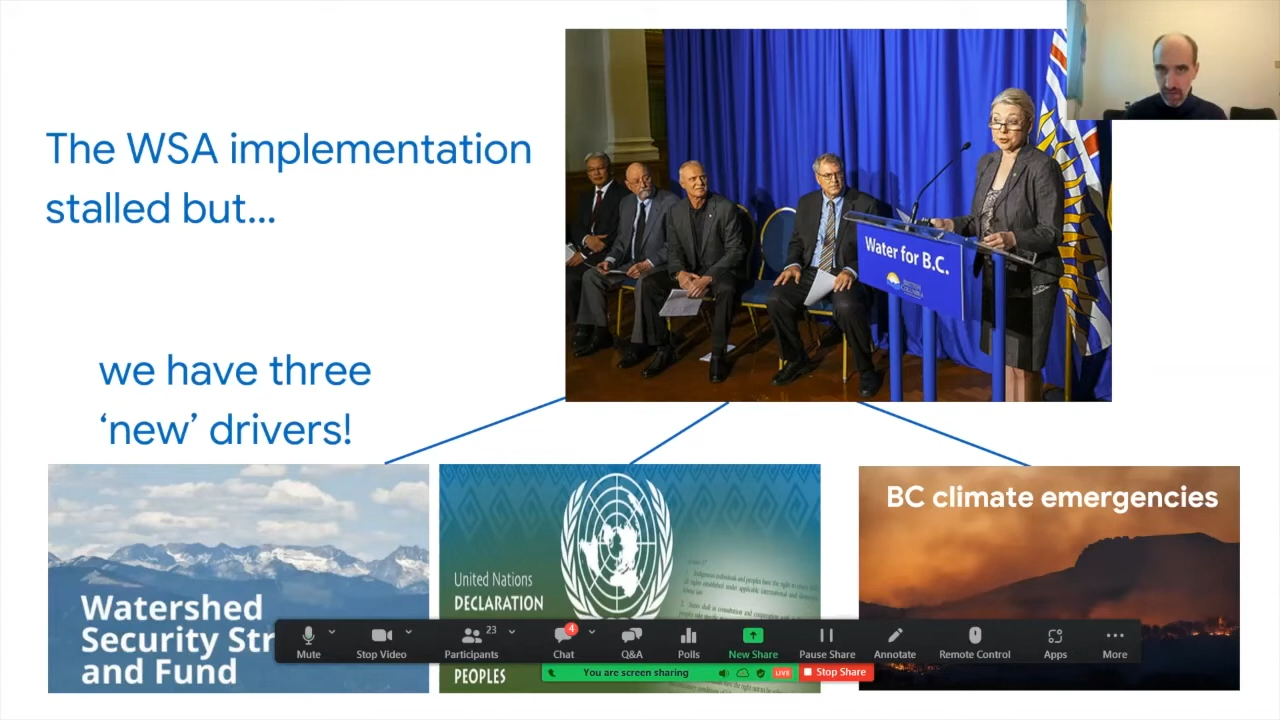 The WSA implementation
stalled but...
we have three
‘new’ drivers!
Water for B.C.
BRITISH
COLUMBIA
Watershed
Security Str
and Fund
United Nations
DECLARATION
PEOPLES
BC climate emergencies
Mute
Stop Video
23
Participants
4
Chat
Q&A
Polls
New Share
Pause Share
Annotate
Remote Control
Apps
More
You are screen sharing
LIVE
Stop Share